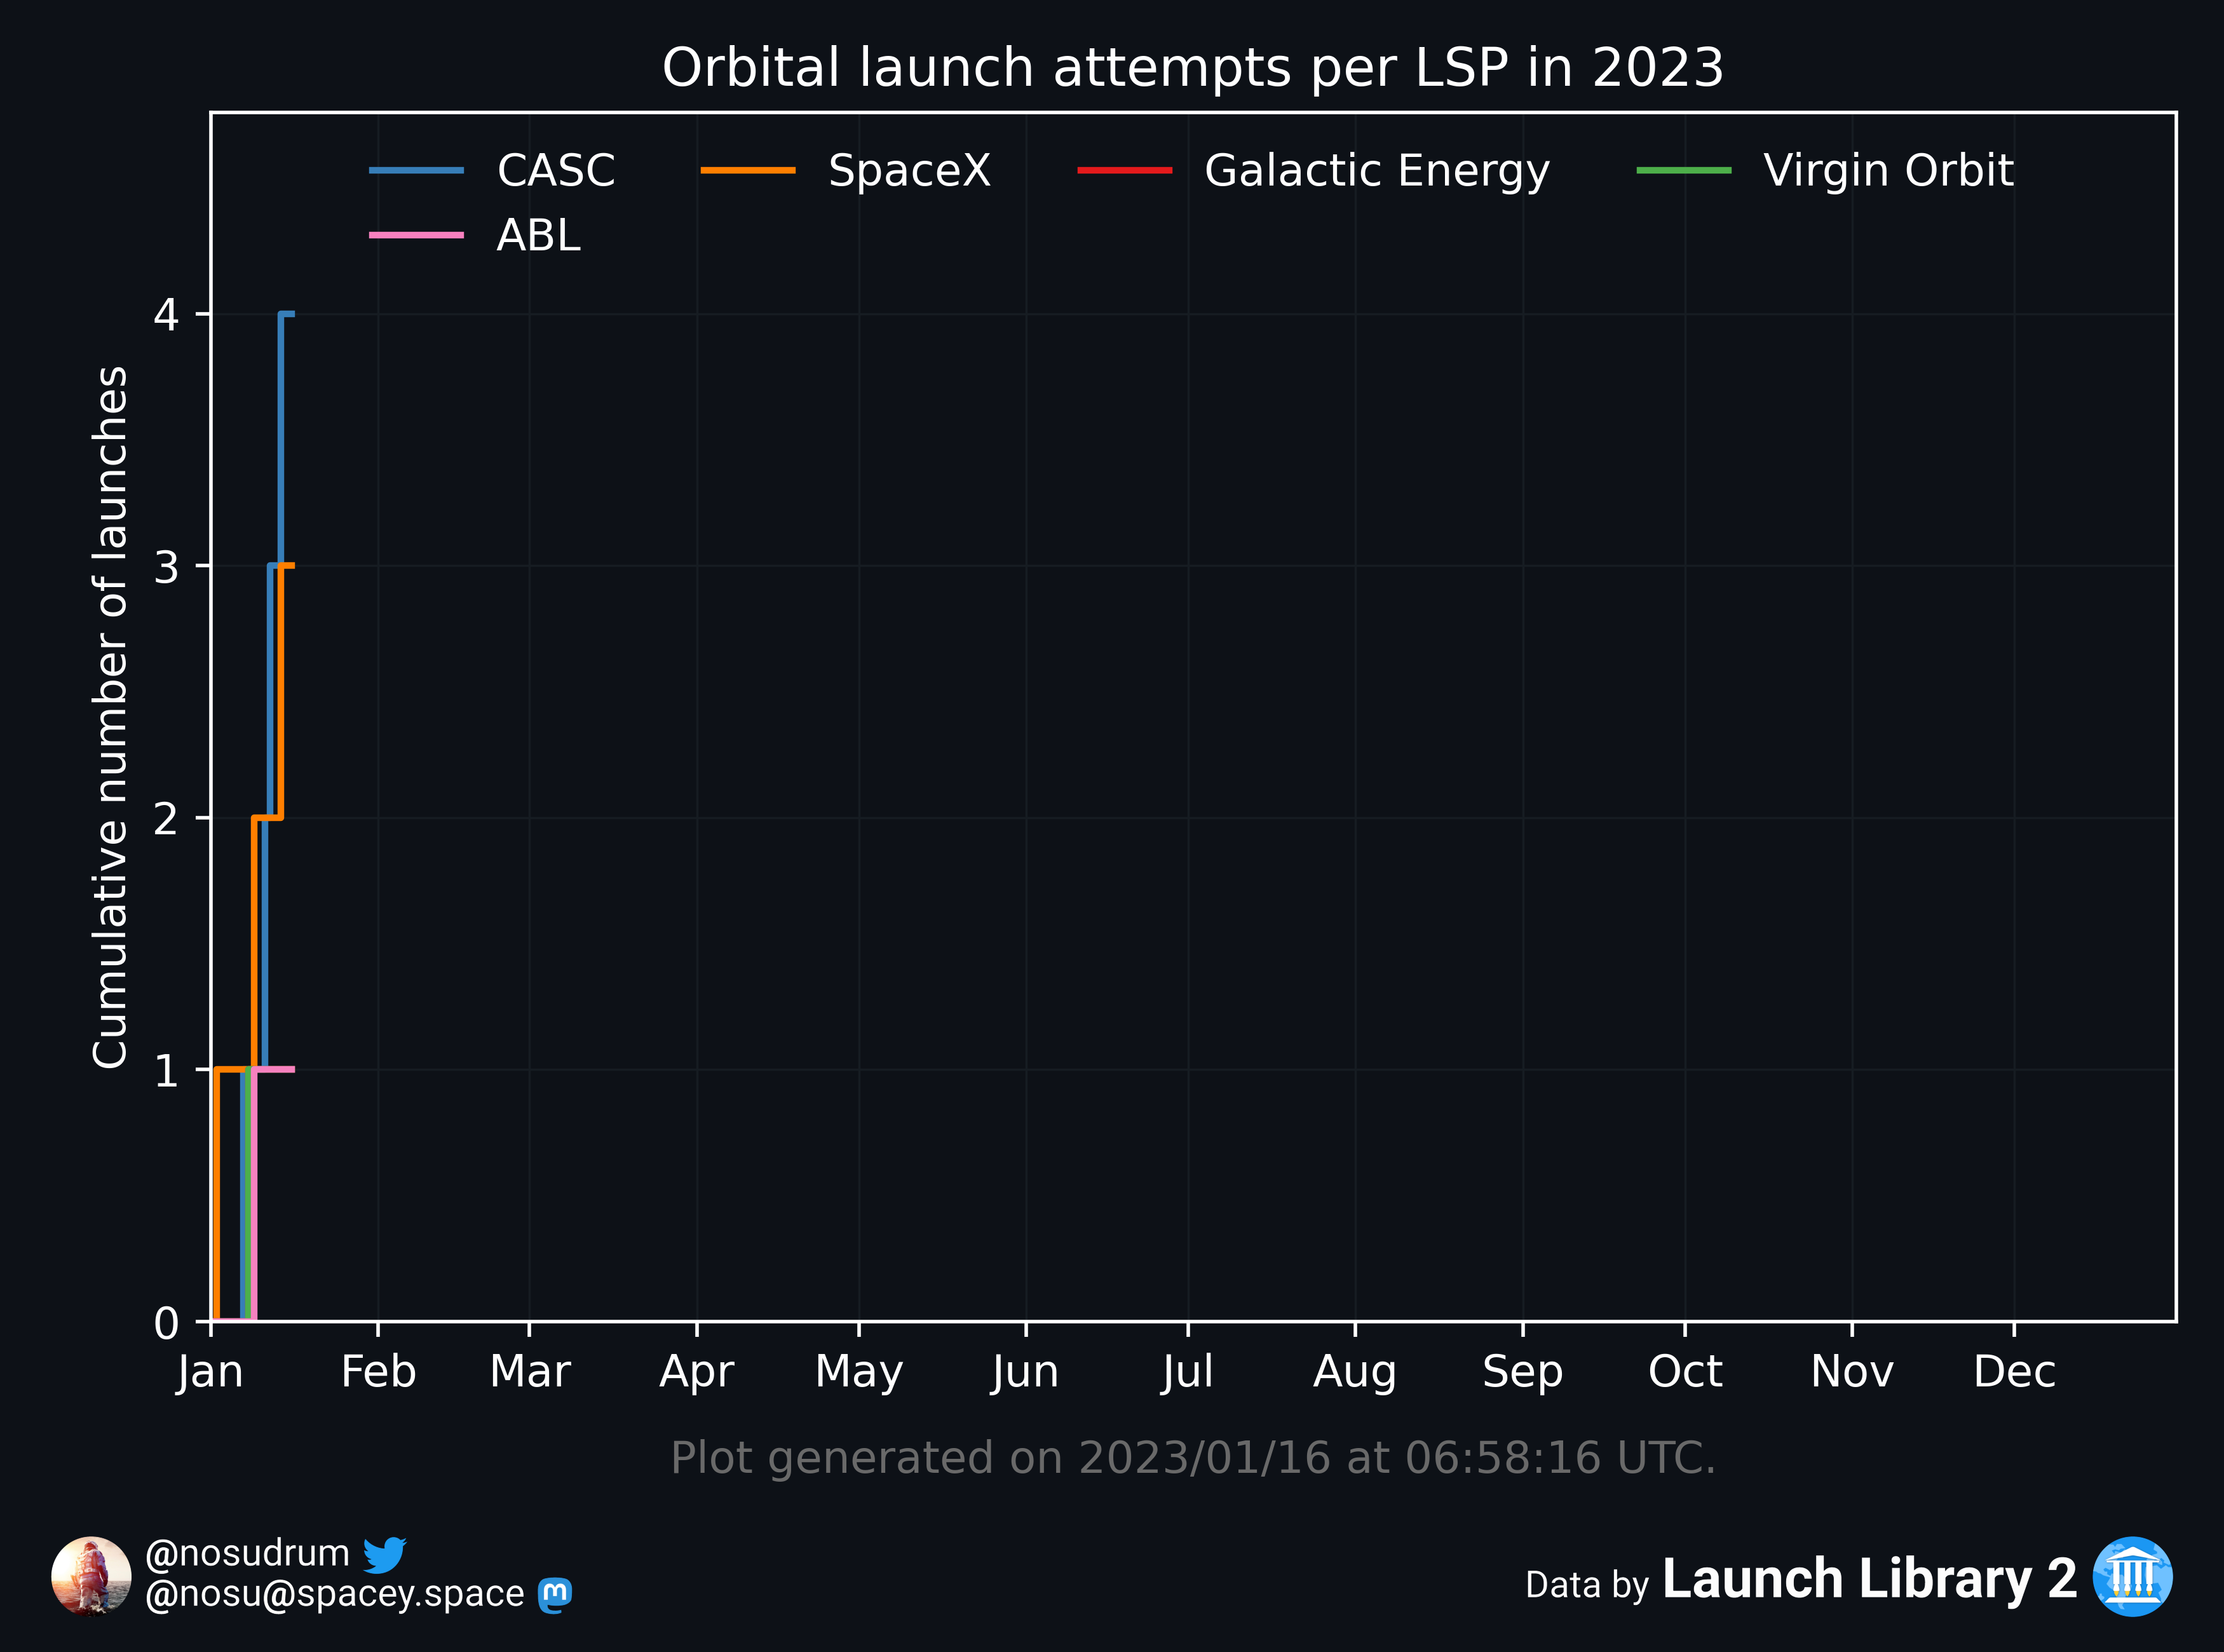 Orbital launch attempts per LSP in 2023
CASC SpaceX Galactic Energy Virgin Orbit
ABL
4
3
2
1
0
Cumulative number of launches
Jan Feb Mar Apr May Jun Jul Aug Sep Oct Nov Dec
Plot generated on 2023/01/16 at 06:58:16 UTC.
@nosudrum
@nosu@spacey.space
Data by Launch Library 2